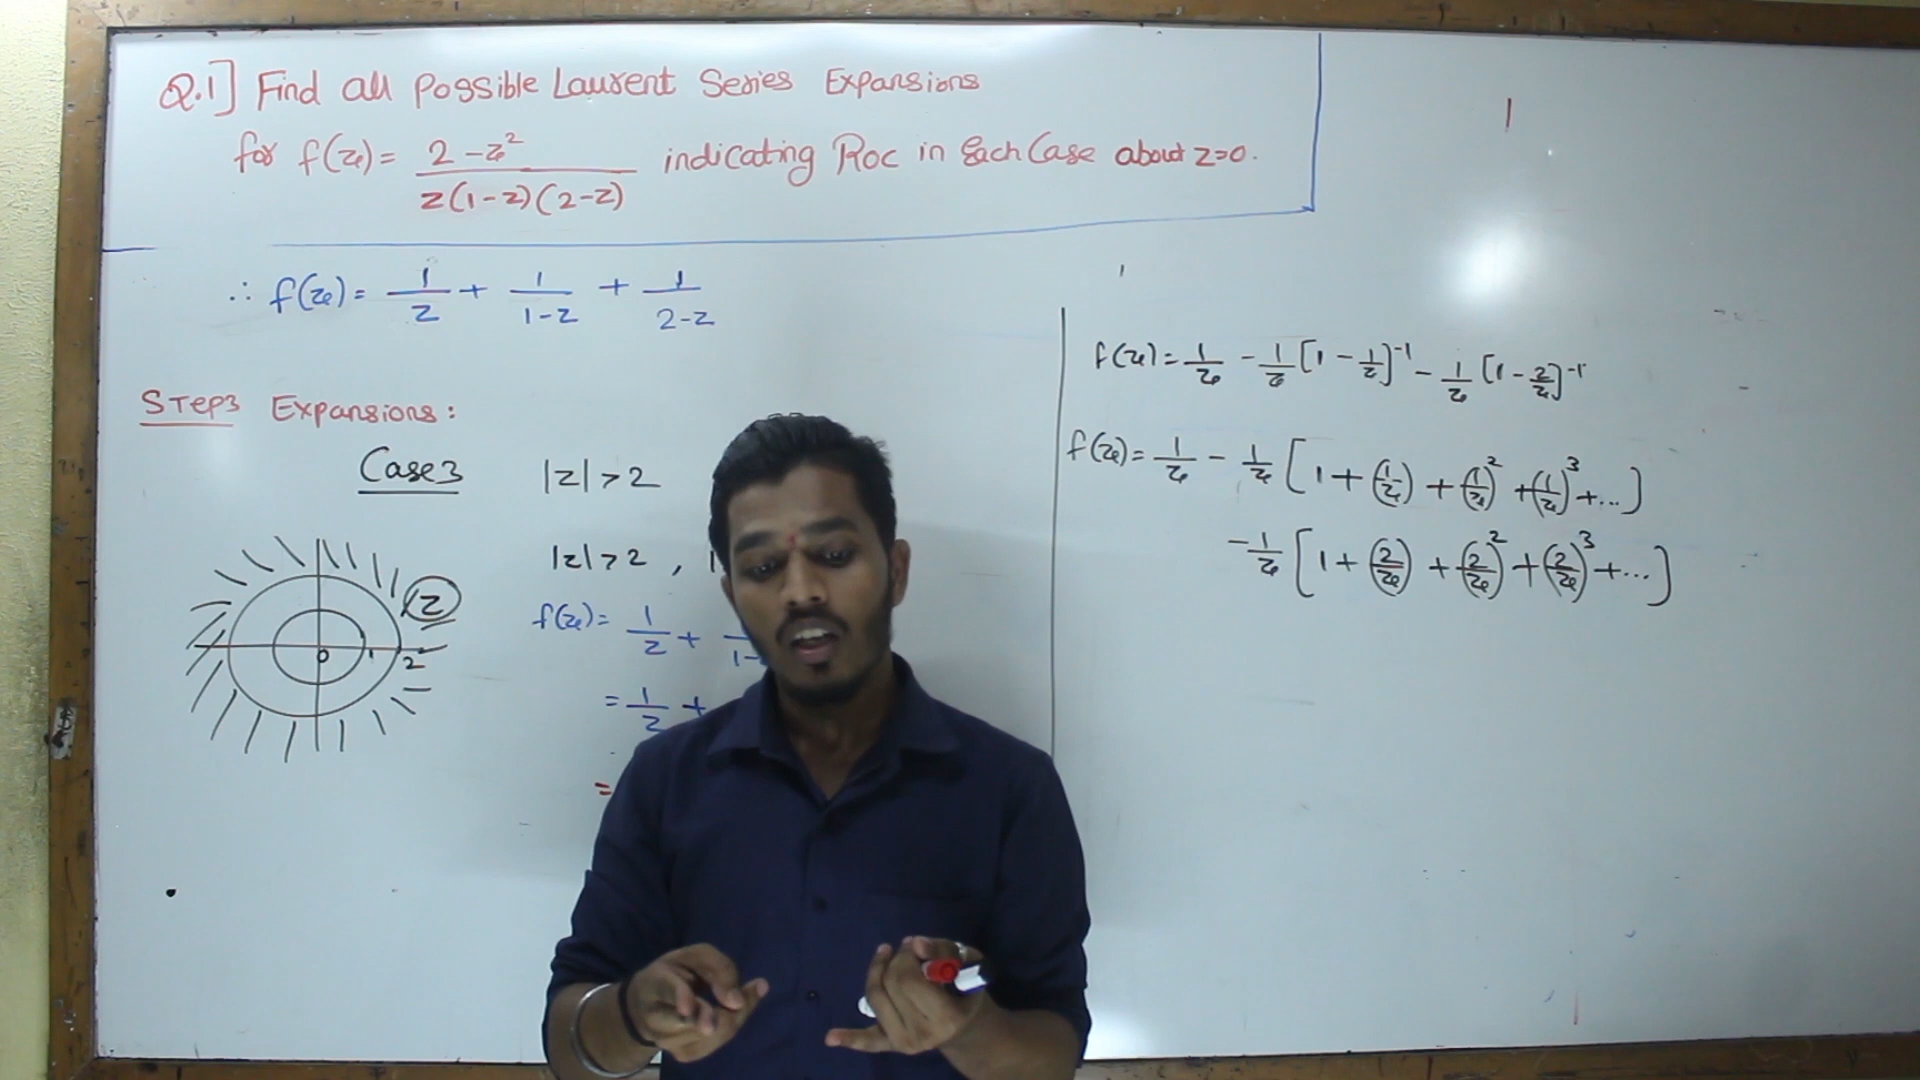 Q.1] Find all possible Laurent Series Expansions
for f(z) = 2-z² / z(1-z)(2-z) indicating ROC in Each Case about z=0.
∴ f(z) = 1/z + 1/1-z + 1/2-z
STEP3 Expansions:
Case3 |z| > 2
|z| > 2 ,
f(z) = 1/z +
= 1/z +
=
2
0 1 2
f(z) = 1/z - 1/z [1 - 1/z]⁻¹ - 1/z [1 - 2/z]⁻¹
f(z) = 1/z - 1/z [1 + (1/z) + (1/z)² + (1/z)³ + ...]
- 1/z [1 + (2/z) + (2/z)² + (2/z)³ + ...]